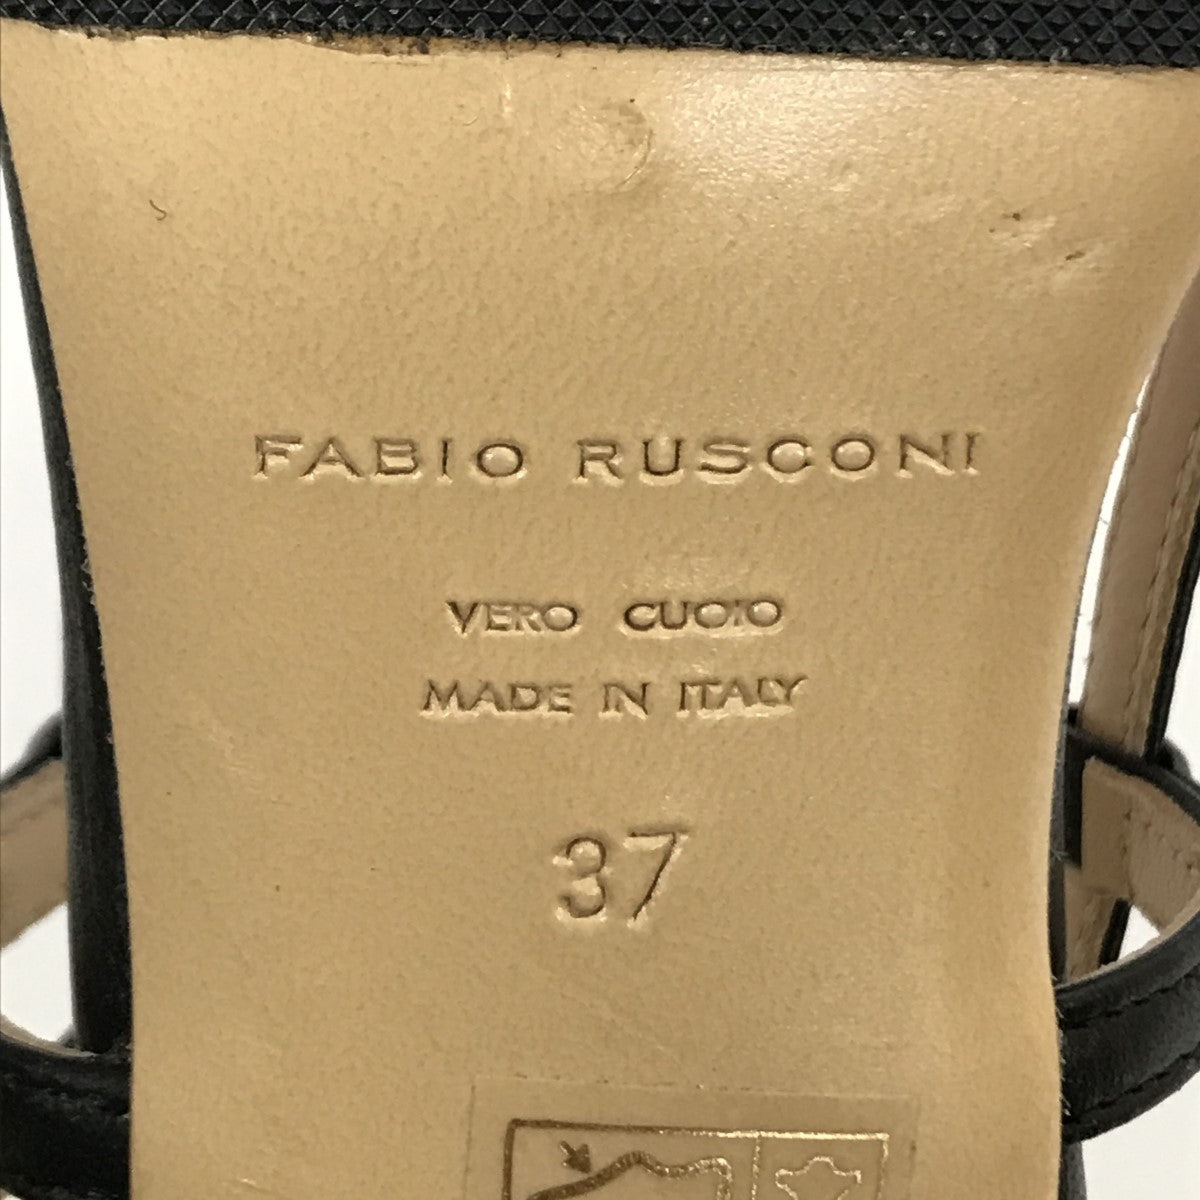 FABIO RUSCONI
VERO CUOIO
MADE IN ITALY
37